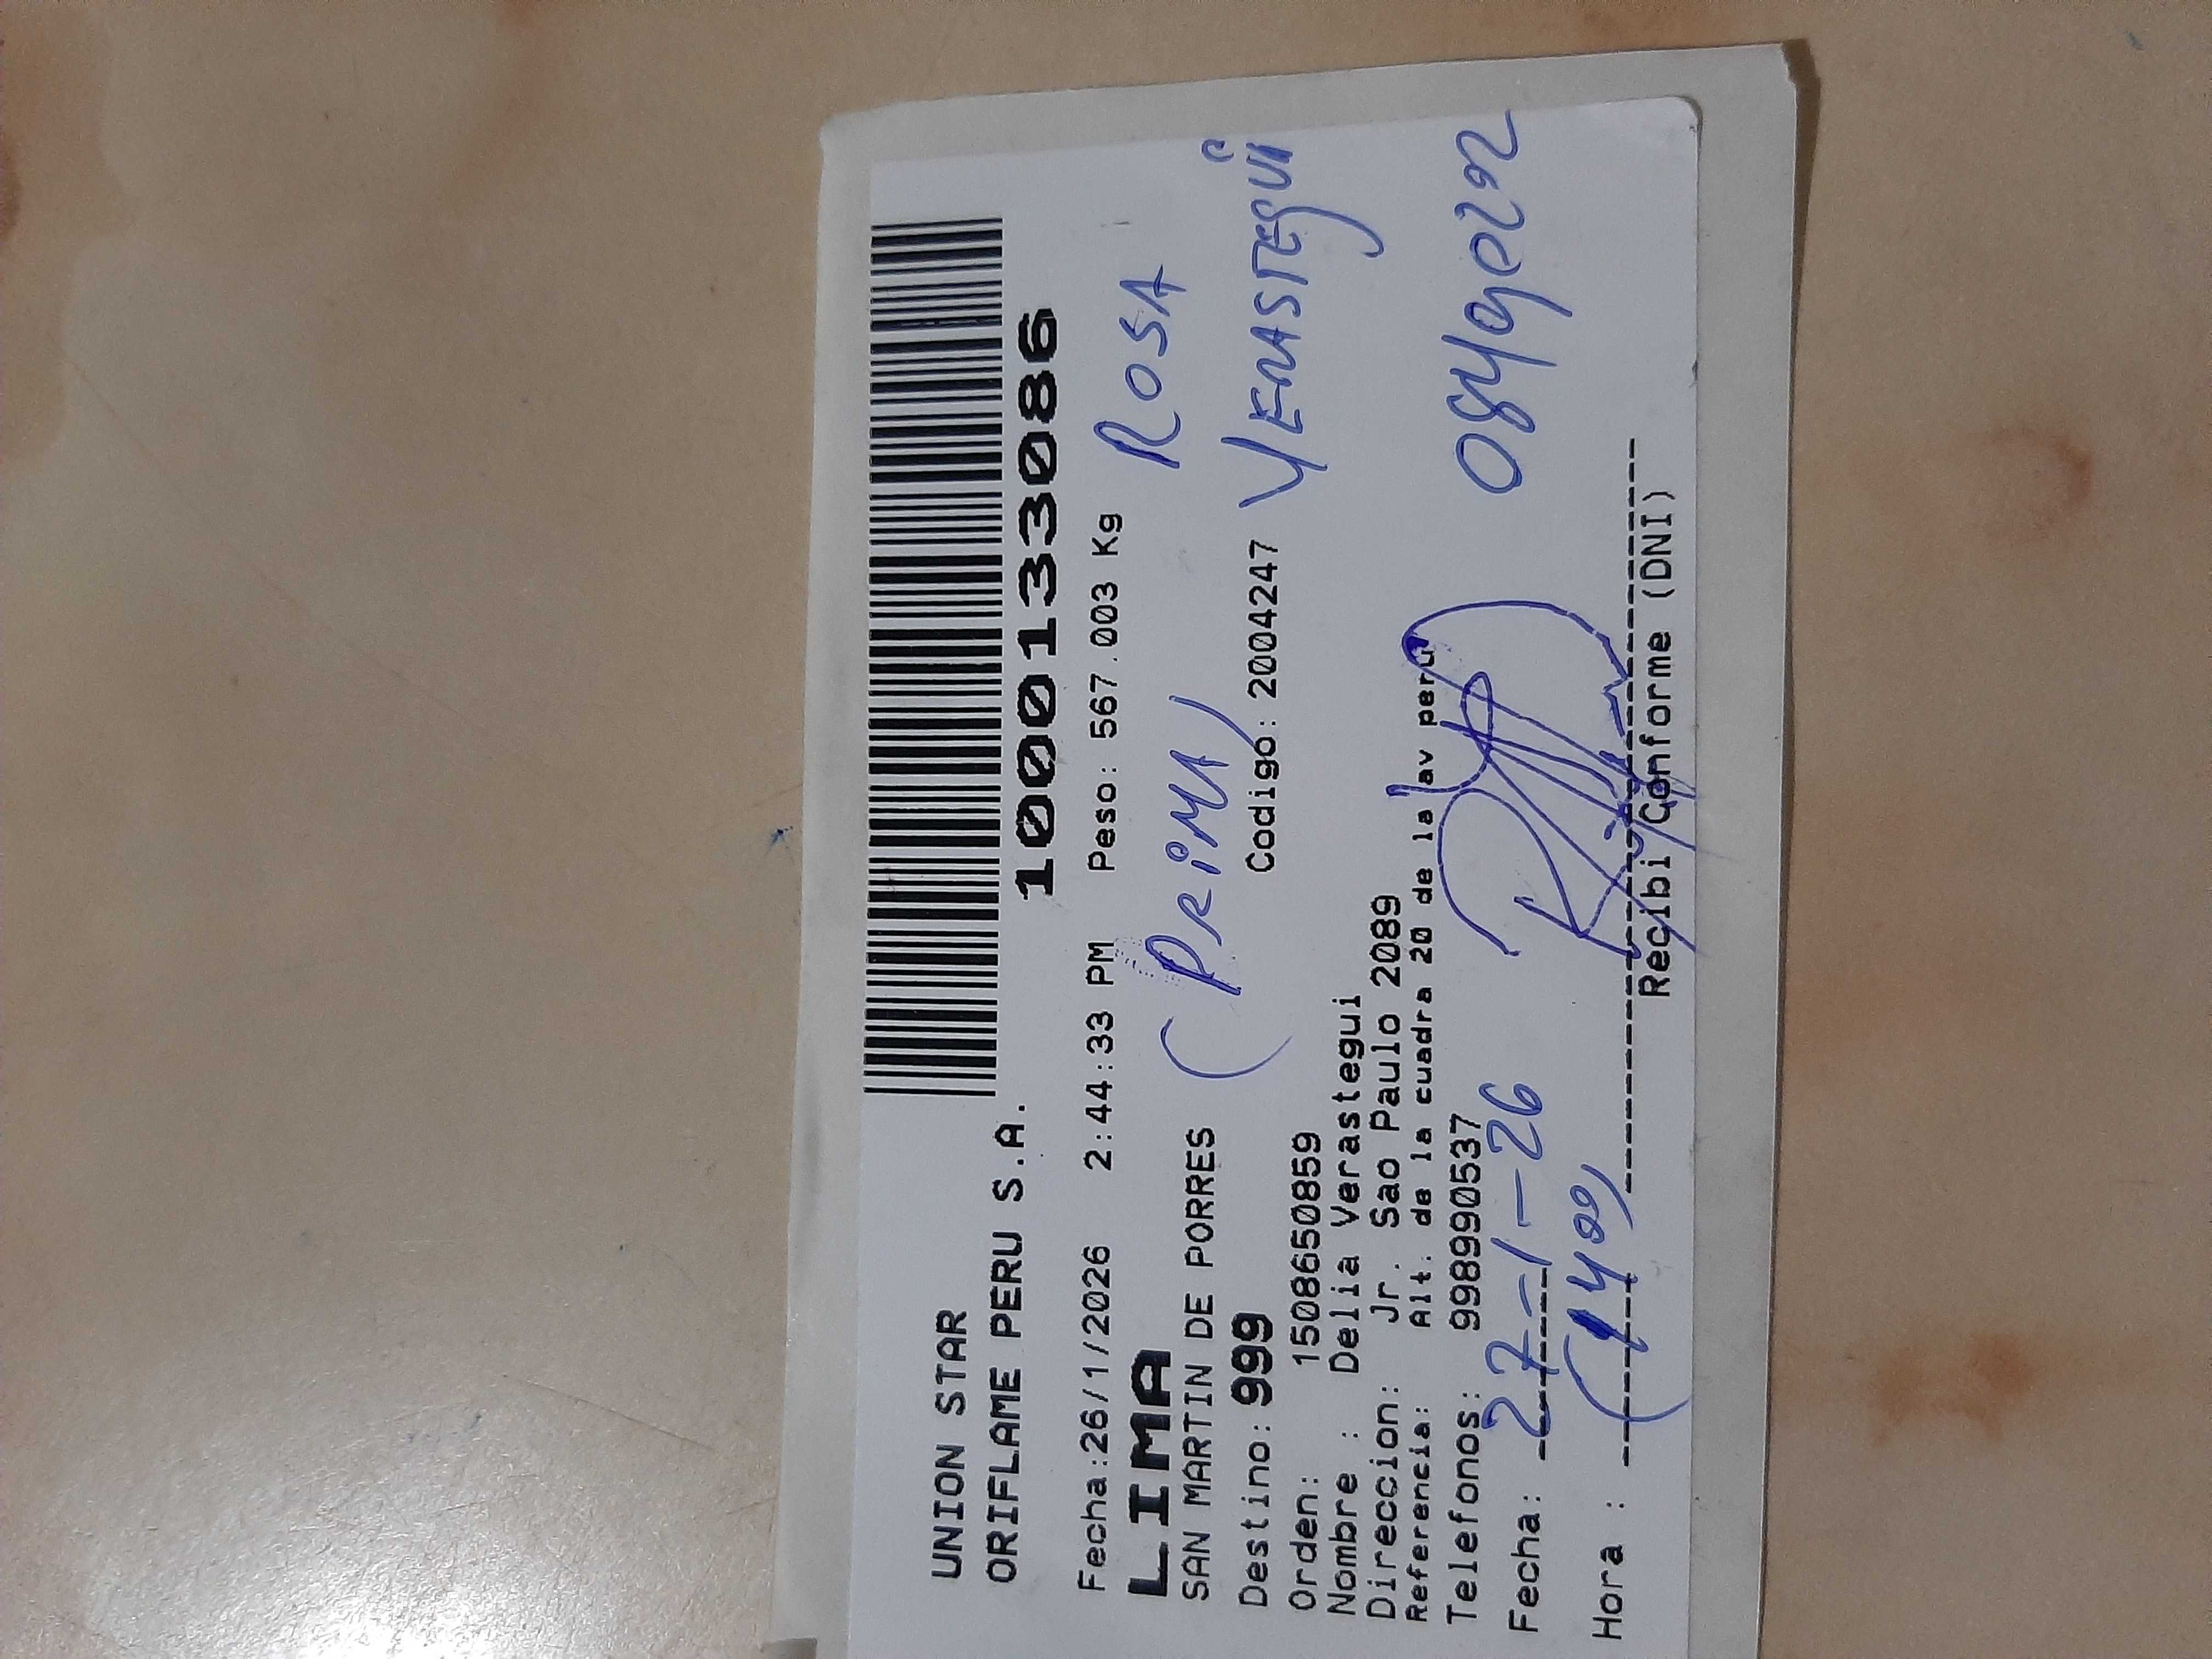 UNION STAR
ORIFLAME PERU S.A.
1000133086
Fecha:26/1/2026 2:44:33 PM Peso: 567.003 Kg
ROSA
LIMA
SAN MARTIN DE PORRES
(PRIMA)
VERASTEGUI
Destino: 999 Codigo: 2004247
Orden: 1508650859
Nombre : Delia Verastegui
Direccion: Jr. Sao Paulo 2089
Referencia: Alt. de la cuadra 20 de la av peru
Telefonos: 998990537
08490222
Fecha: 27-1-26
Hora :
Recibi Conforme (DNI)